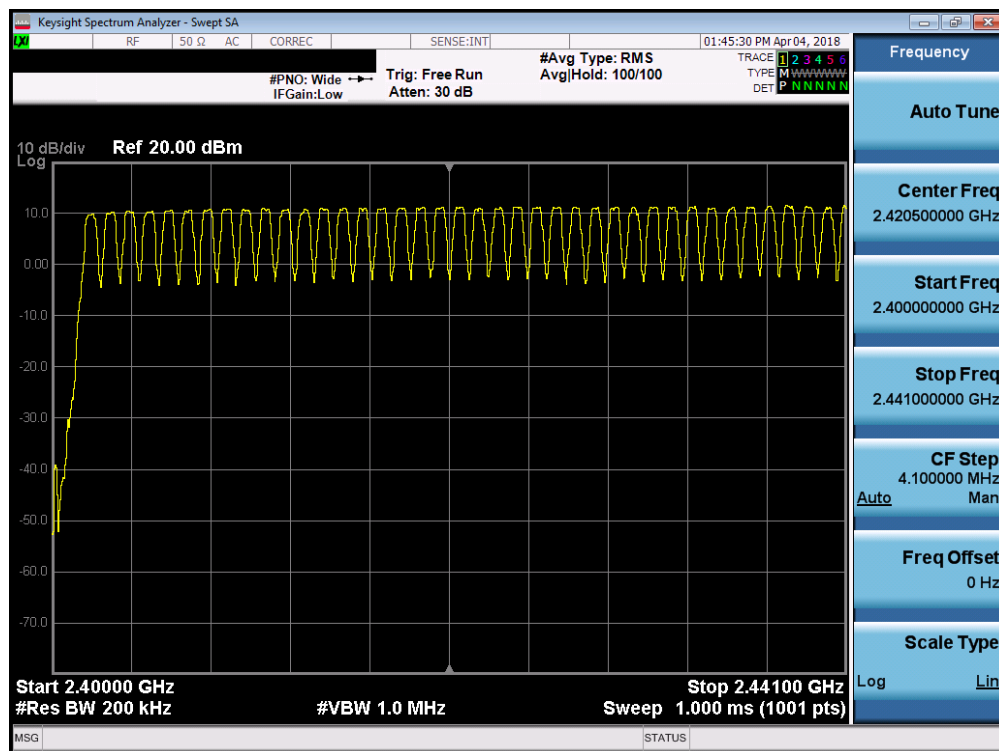 Keysight Spectrum Analyzer - Swept SA
LXI RF 50 Ω AC CORREC SENSE:INT 01:45:30 PM Apr 04, 2018
#PNO: Wide
IFGain:Low
Trig: Free Run
Atten: 30 dB
#Avg Type: RMS
Avg|Hold: 100/100
TRACE 1 2 3 4 5 6
TYPE M WWWWW
DET P N N N N N
10 dB/div
Log
Ref 20.00 dBm
10.0
0.00
-10.0
-20.0
-30.0
-40.0
-50.0
-60.0
-70.0
Start 2.40000 GHz
Stop 2.44100 GHz
#Res BW 200 kHz
#VBW 1.0 MHz
Sweep 1.000 ms (1001 pts)
MSG
STATUS
Frequency
Auto Tune
Center Freq
2.420500000 GHz
Start Freq
2.400000000 GHz
Stop Freq
2.441000000 GHz
CF Step
4.100000 MHz
Auto Man
Freq Offset
0 Hz
Scale Type
Log Lin